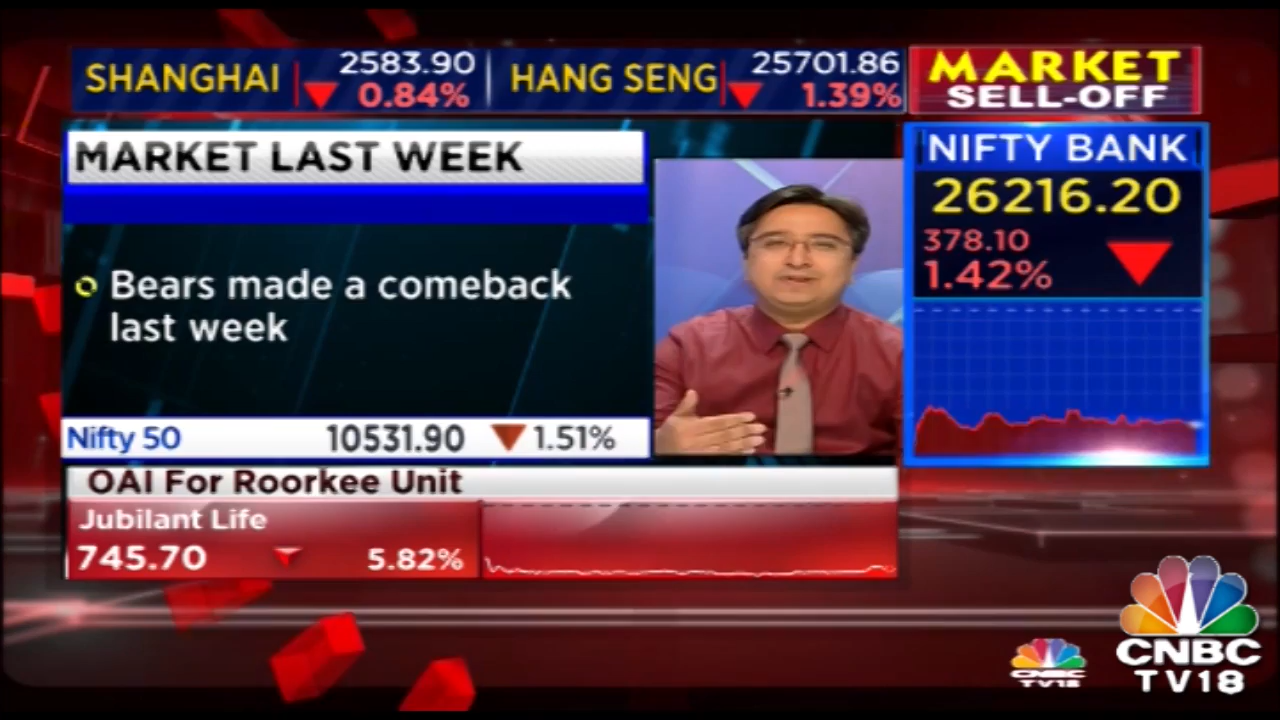 SHANGHAI 2583.90 0.84%
HANG SENG 25701.86 1.39%
MARKET
SELL-OFF
MARKET LAST WEEK
Bears made a comeback
last week
Nifty 50 10531.90 1.51%
NIFTY BANK
26216.20
378.10
1.42%
OAI For Roorkee Unit
Jubilant Life
745.70 5.82%
CNBC
TV18
CNBC
TV18